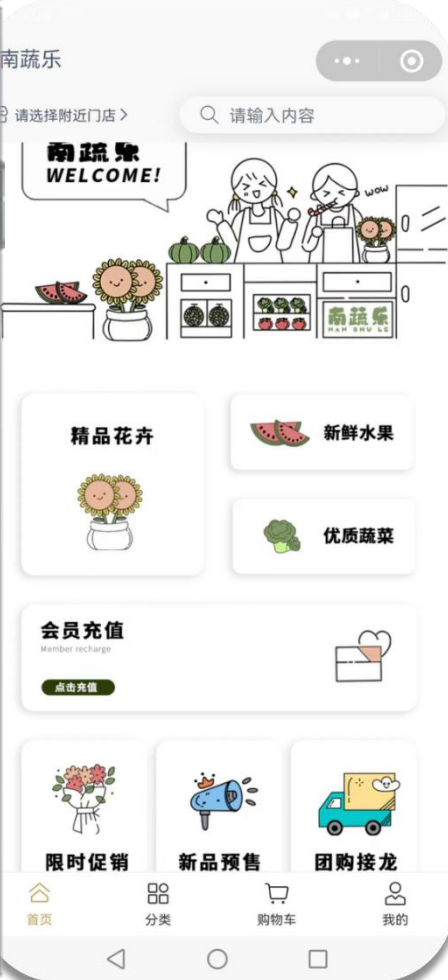 南蔬乐
请选择附近门店
请输入内容
南蔬乐
WELCOME!
WOW
南蔬乐
NAN SHU LE
精品花卉
新鲜水果
优质蔬菜
会员充值
Member recharge
点击充值
限时促销
新品预售
团购接龙
首页
分类
购物车
我的